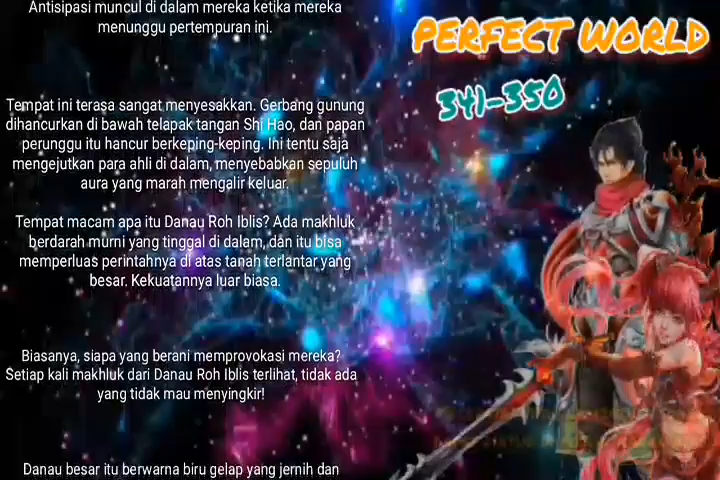 Antisipasi muncul di dalam mereka ketika mereka
menunggu pertempuran ini.
PERFECT WORLD
341-350
Tempat ini terasa sangat menyesakkan. Gerbang gunung
dihancurkan di bawah telapak tangan Shi Hao, dan papan
perunggu itu hancur berkeping-keping. Ini tentu saja
mengejutkan para ahli di dalam, menyebabkan sepuluh
aura yang marah mengalir keluar.
Tempat macam apa itu Danau Roh Iblis? Ada makhluk
berdarah murni yang tinggal di dalam, dan itu bisa
memperluas perintahnya di atas tanah terlantar yang
besar. Kekuatannya luar biasa.
Biasanya, siapa yang berani memprovokasi mereka?
Setiap kali makhluk dari Danau Roh Iblis terlihat, tidak ada
yang tidak mau menyingkir!
Danau besar itu berwarna biru gelap yang jernih dan